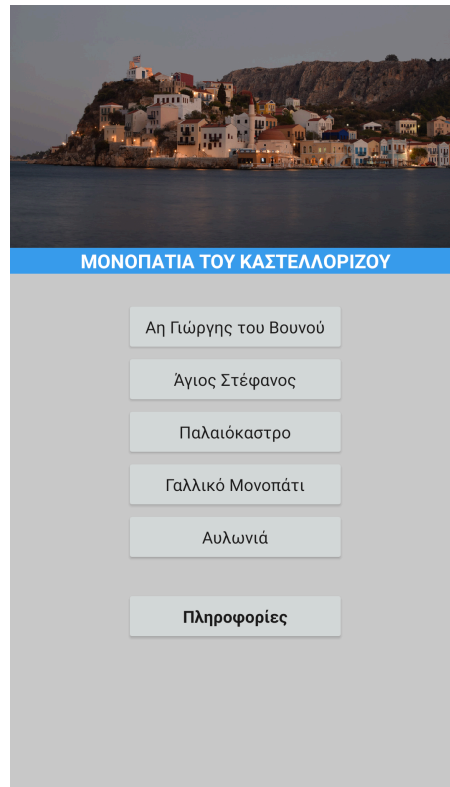 ΜΟΝΟΠΑΤΙΑ ΤΟΥ ΚΑΣΤΕΛΛΟΡΙΖΟΥ
Αη Γιώργης του Βουνού
Άγιος Στέφανος
Παλαιόκαστρο
Γαλλικό Μονοπάτι
Αυλωνιά
Πληροφορίες